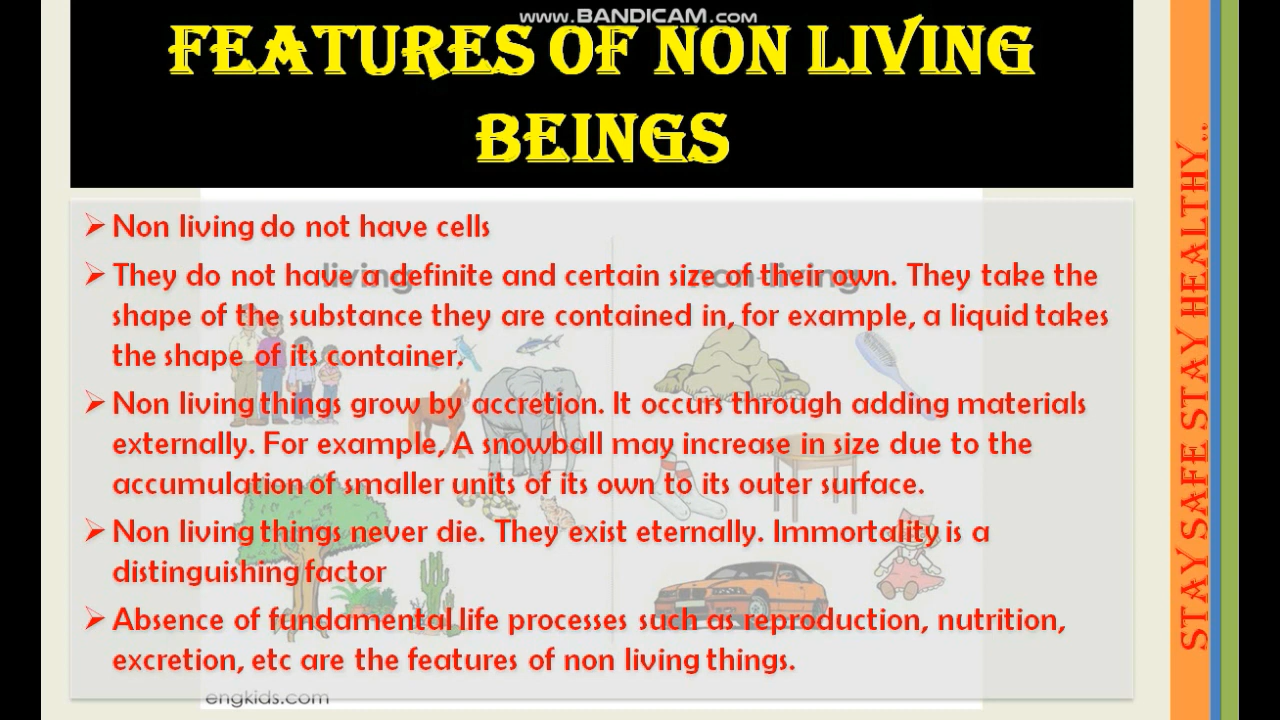 www.BANDICAM.com
FEATURES OF NON LIVING
BEINGS
➢ Non living do not have cells
➢ They do not have a definite and certain size of their own. They take the
shape of the substance they are contained in, for example, a liquid takes
the shape of its container.
➢ Non living things grow by accretion. It occurs through adding materials
externally. For example, A snowball may increase in size due to the
accumulation of smaller units of its own to its outer surface.
➢ Non living things never die. They exist eternally. Immortality is a
distinguishing factor
➢ Absence of fundamental life processes such as reproduction, nutrition,
excretion, etc are the features of non living things.
living
non-living
engkids.com
STAY SAFE STAY HEALTHY..